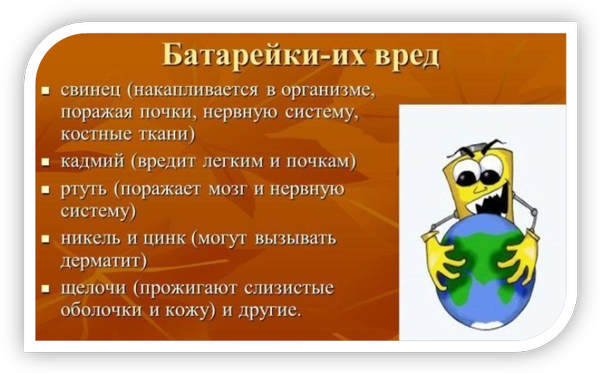 Батарейки-их вред
▪ свинец (накапливается в организме,
поражая почки, нервную систему,
костные ткани)
▪ кадмий (вредит легким и почкам)
▪ ртуть (поражает мозг и нервную
систему)
▪ никель и цинк (могут вызывать
дерматит)
▪ щелочи (прожигают слизистые
оболочки и кожу) и другие.